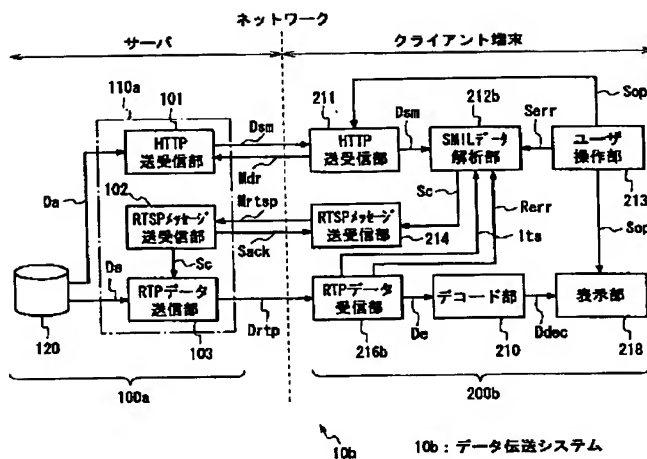 ネットワーク
サーバ
クライアント端末
110a
101
HTTP
送受信部
Dsm
Mdr
211
HTTP
送受信部
Dsm
212b
SMILデータ
解析部
Serr
Sop
ユーザ
操作部
213
Da
102
RTSPメッセージ
送受信部
Mrtsp
Sack
RTSPメッセージ
送受信部
214
Sc
Rerr
Its
Sop
Sc
De
120
RTPデータ
送信部
103
Drtp
RTPデータ
受信部
216b
De
デコード部
210
Ddec
表示部
218
100a
200b
10b
10b：データ伝送システム